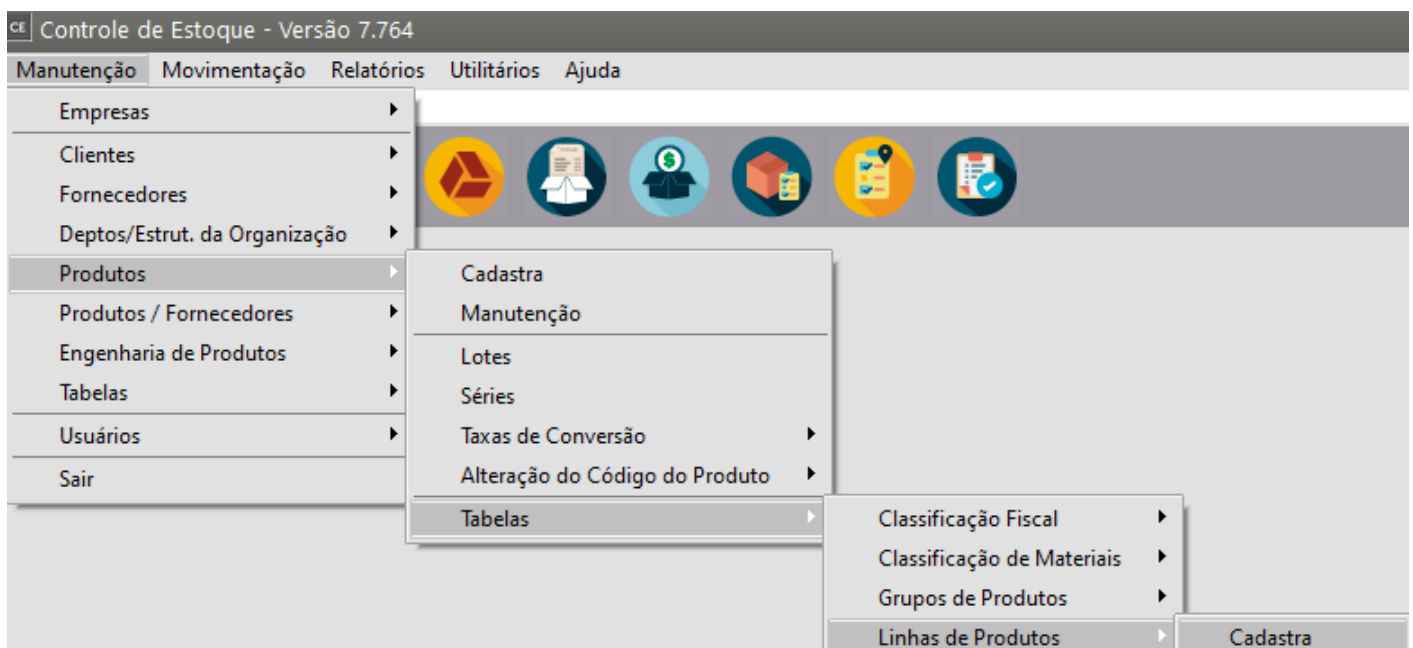 CE Controle de Estoque - Versão 7.764
Manutenção Movimentação Relatórios Utilitários Ajuda
Empresas
Clientes
Fornecedores
Deptos/Estrut. da Organização
Produtos
Produtos / Fornecedores
Engenharia de Produtos
Tabelas
Usuários
Sair
Cadastra
Manutenção
Lotes
Séries
Taxas de Conversão
Alteração do Código do Produto
Tabelas
Classificação Fiscal
Classificação de Materiais
Grupos de Produtos
Linhas de Produtos
Cadastra